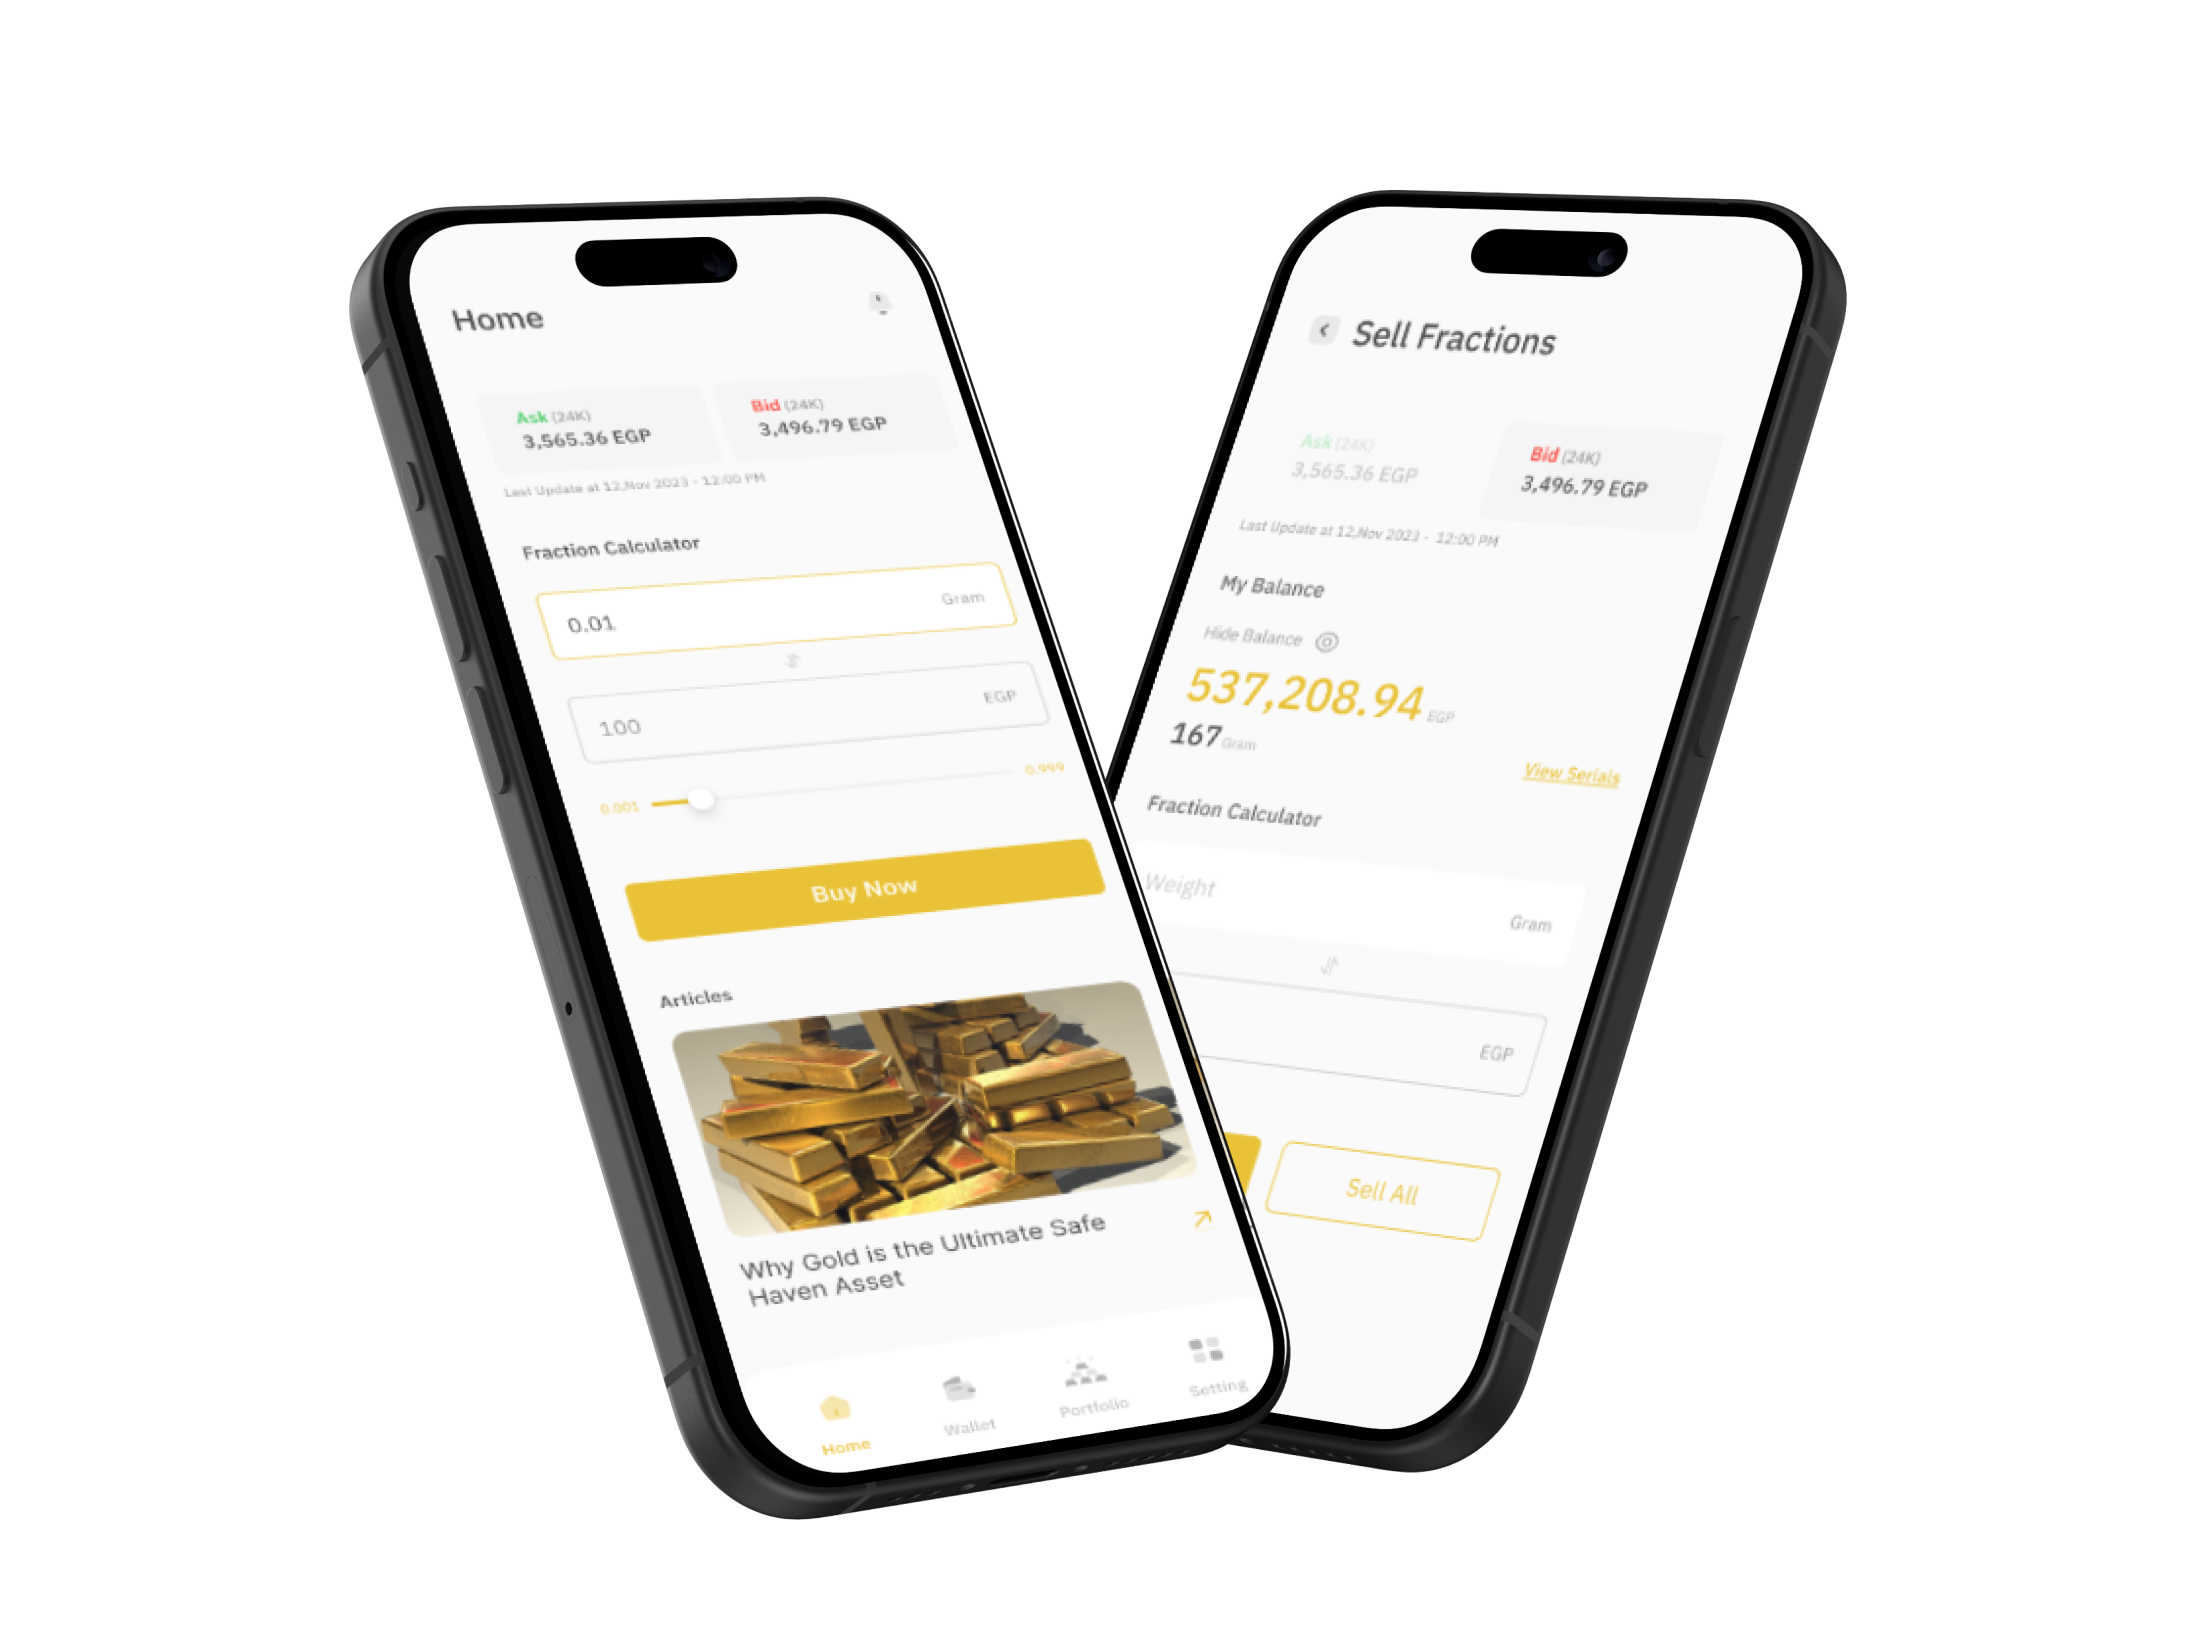 Home
Ask (24K)
3,565.36 EGP
Bid (24K)
3,496.79 EGP
Last Update at 12,Nov 2023 - 12:00 PM
Fraction Calculator
0.01
Gram
100
EGP
0.001
0.999
Buy Now
Articles
Why Gold is the Ultimate Safe
Haven Asset
Home
Wallet
Portfolio
Setting
Sell Fractions
Ask (24K)
3,565.36 EGP
Bid (24K)
3,496.79 EGP
Last Update at 12,Nov 2023 - 12:00 PM
My Balance
Hide Balance
537,208.94 EGP
167 Gram
View Serials
Fraction Calculator
Weight
Gram
EGP
Sell All